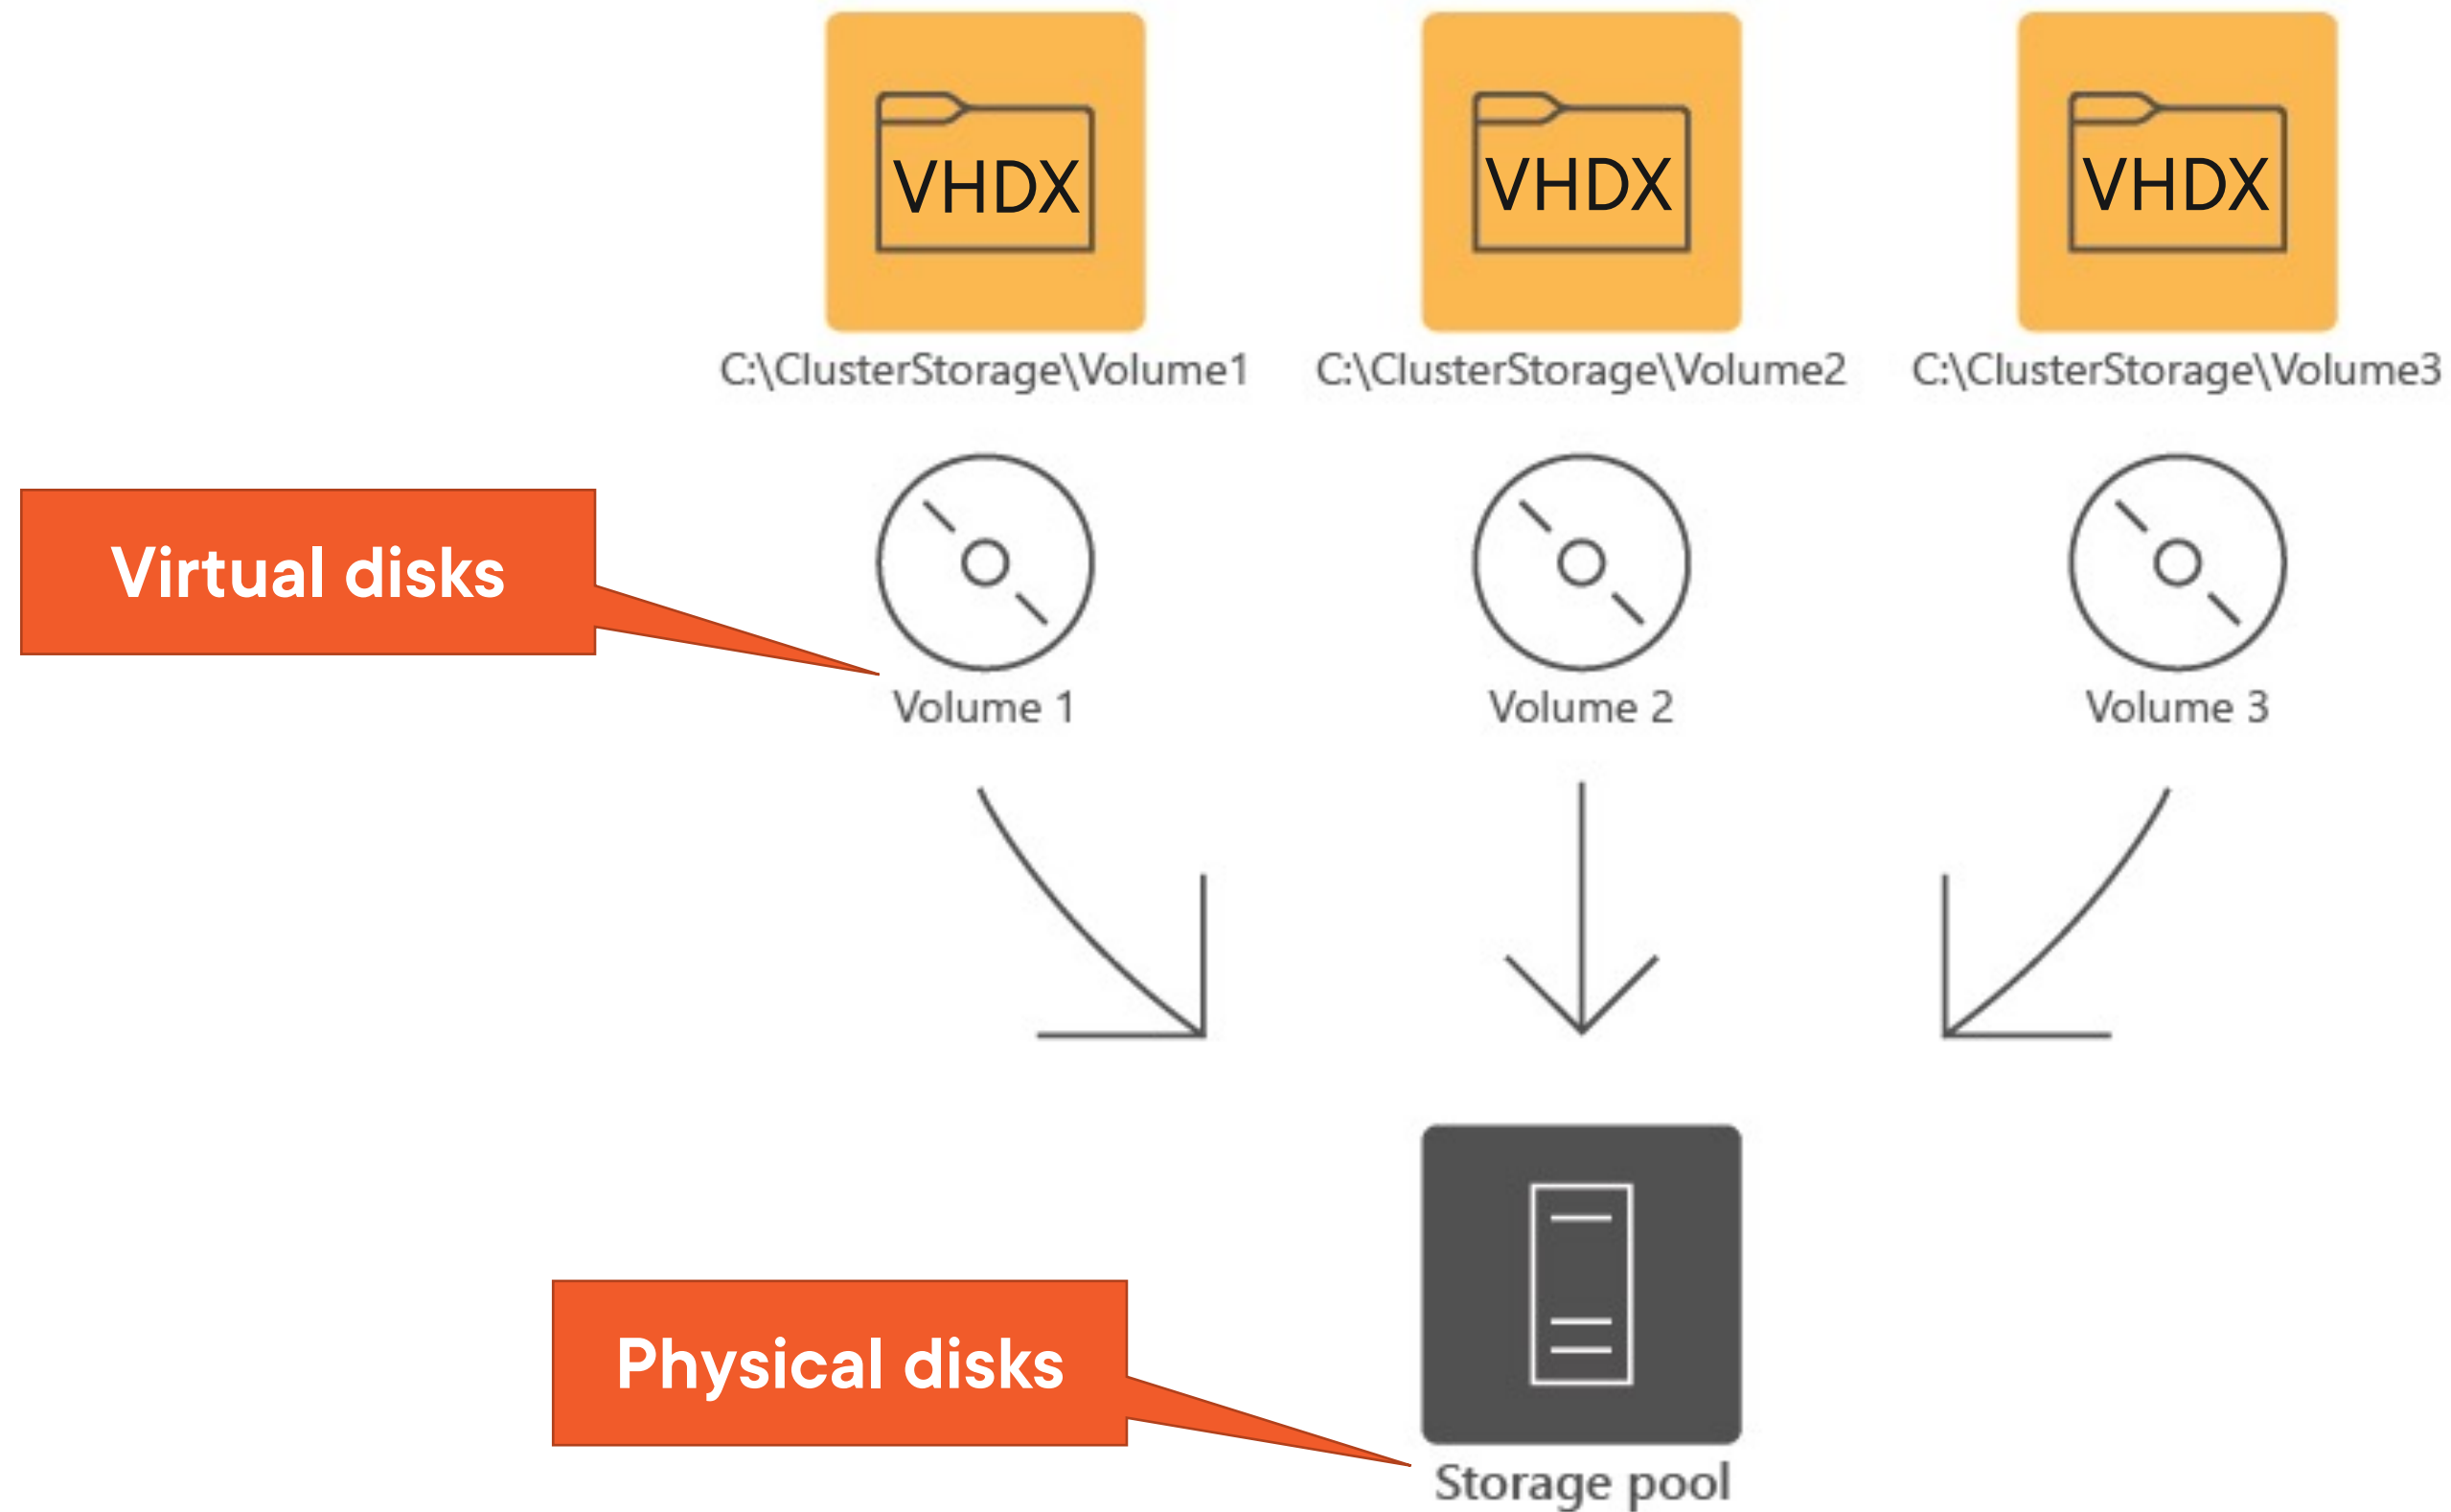 VHDX
VHDX
VHDX
C:\ClusterStorage\Volume1
C:\ClusterStorage\Volume2
C:\ClusterStorage\Volume3
Virtual disks
Volume 1
Volume 2
Volume 3
Physical disks
Storage pool